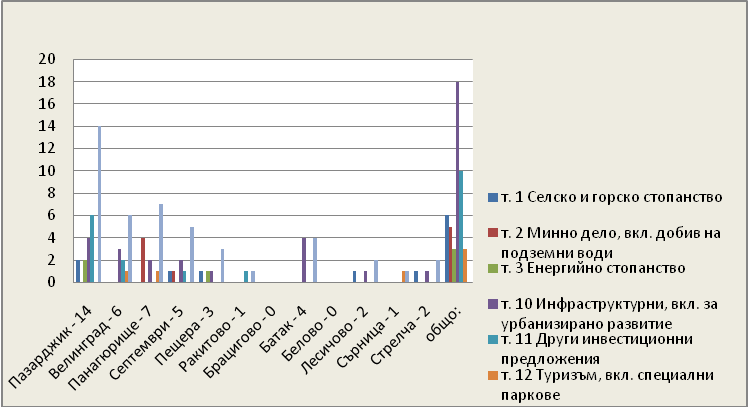 20
18
16
14
12
10
8
6
4
2
0
Пазарджик - 14
Велинград - 6
Панагюрище - 7
Септември - 5
Пещера - 3
Ракитово - 1
Брацигово - 0
Батак - 4
Белово - 0
Лесичово - 2
Сърница - 1
Стрелча - 2
общо:
т. 1 Селско и горско стопанство
т. 2 Минно дело, вкл. добив на
подземни води
т. 3 Енергийно стопанство
т. 10 Инфраструктурни, вкл. за
урбанизирано развитие
т. 11 Други инвестиционни
предложения
т. 12 Туризъм, вкл. специални
паркове